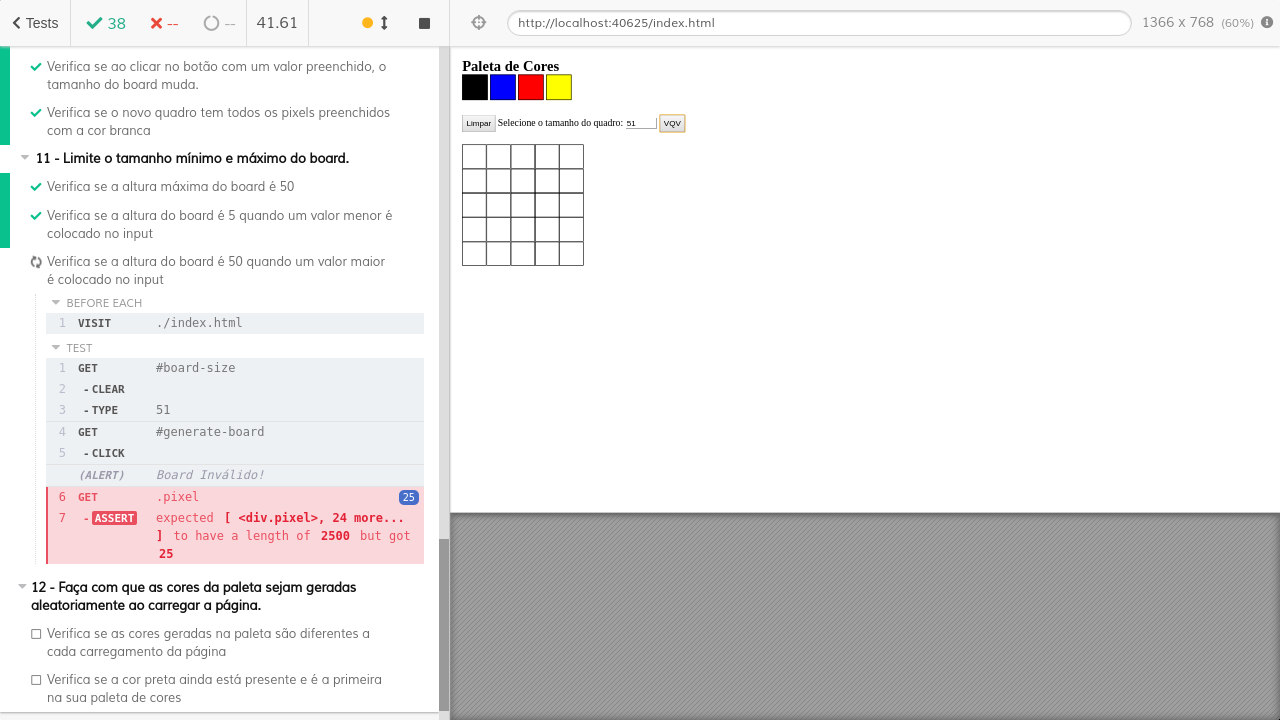 Tests
38
--
--
41.61
http://localhost:40625/index.html
1366 x 768 (60%)
Verifica se ao clicar no botão com um valor preenchido, o
tamanho do board muda.
Verifica se o novo quadro tem todos os pixels preenchidos
com a cor branca
11 - Limite o tamanho mínimo e máximo do board.
Verifica se a altura máxima do board é 50
Verifica se a altura do board é 5 quando um valor menor é
colocado no input
Verifica se a altura do board é 50 quando um valor maior
é colocado no input
BEFORE EACH
1 VISIT ./index.html
TEST
1 GET #board-size
2 - CLEAR
3 - TYPE 51
4 GET #generate-board
5 - CLICK
(ALERT) Board Inválido!
6 GET .pixel 25
7 - ASSERT expected [ <div.pixel>, 24 more...
] to have a length of 2500 but got
25
12 - Faça com que as cores da paleta sejam geradas
aleatoriamente ao carregar a página.
Verifica se as cores geradas na paleta são diferentes a
cada carregamento da página
Verifica se a cor preta ainda está presente e é a primeira
na sua paleta de cores
Paleta de Cores
Limpar Selecione o tamanho do quadro: 51 VQV